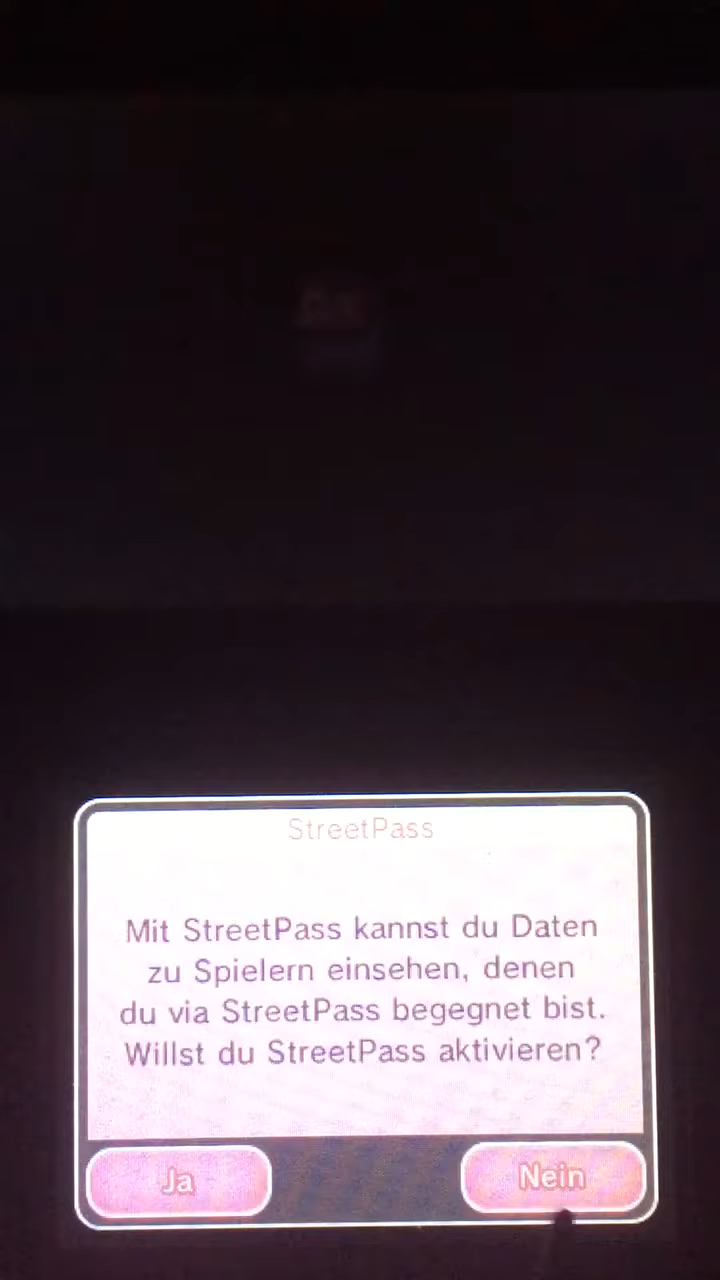 StreetPass
Mit StreetPass kannst du Daten
zu Spielern einsehen, denen
du via StreetPass begegnet bist.
Willst du StreetPass aktivieren?
Ja
Nein